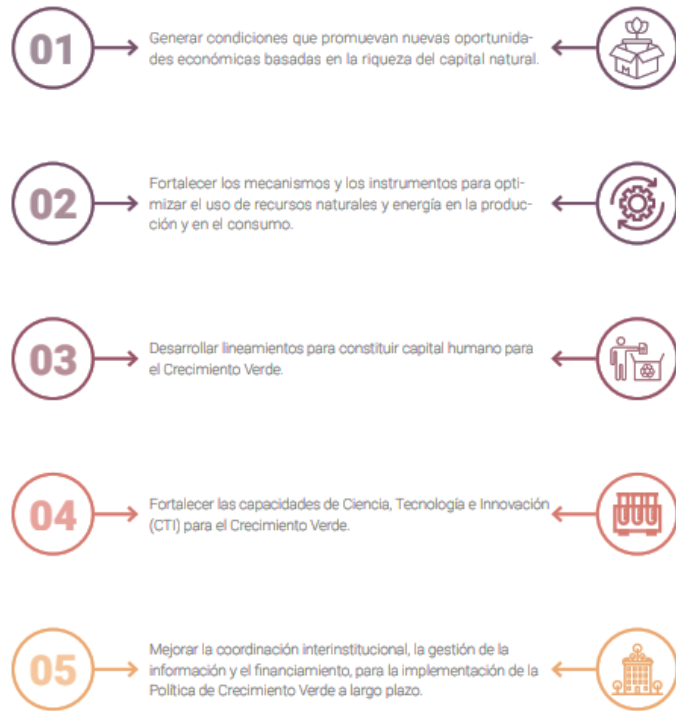 01
Generar condiciones que promuevan nuevas oportunida-
des económicas basadas en la riqueza del capital natural.
M
02
Fortalecer los mecanismos y los instrumentos para opti-
mizar el uso de recursos naturales y energía en la produc-
ción y en el consumo.
03
Desarrollar lineamientos para constituir capital humano para
el Crecimiento Verde.
04
Fortalecer las capacidades de Ciencia, Tecnología e Innovación
(CTI) para el Crecimiento Verde.
05
Mejorar la coordinación interinstitucional, la gestión de la
información y el financiamiento, para la implementación de la
Política de Crecimiento Verde a largo plazo.